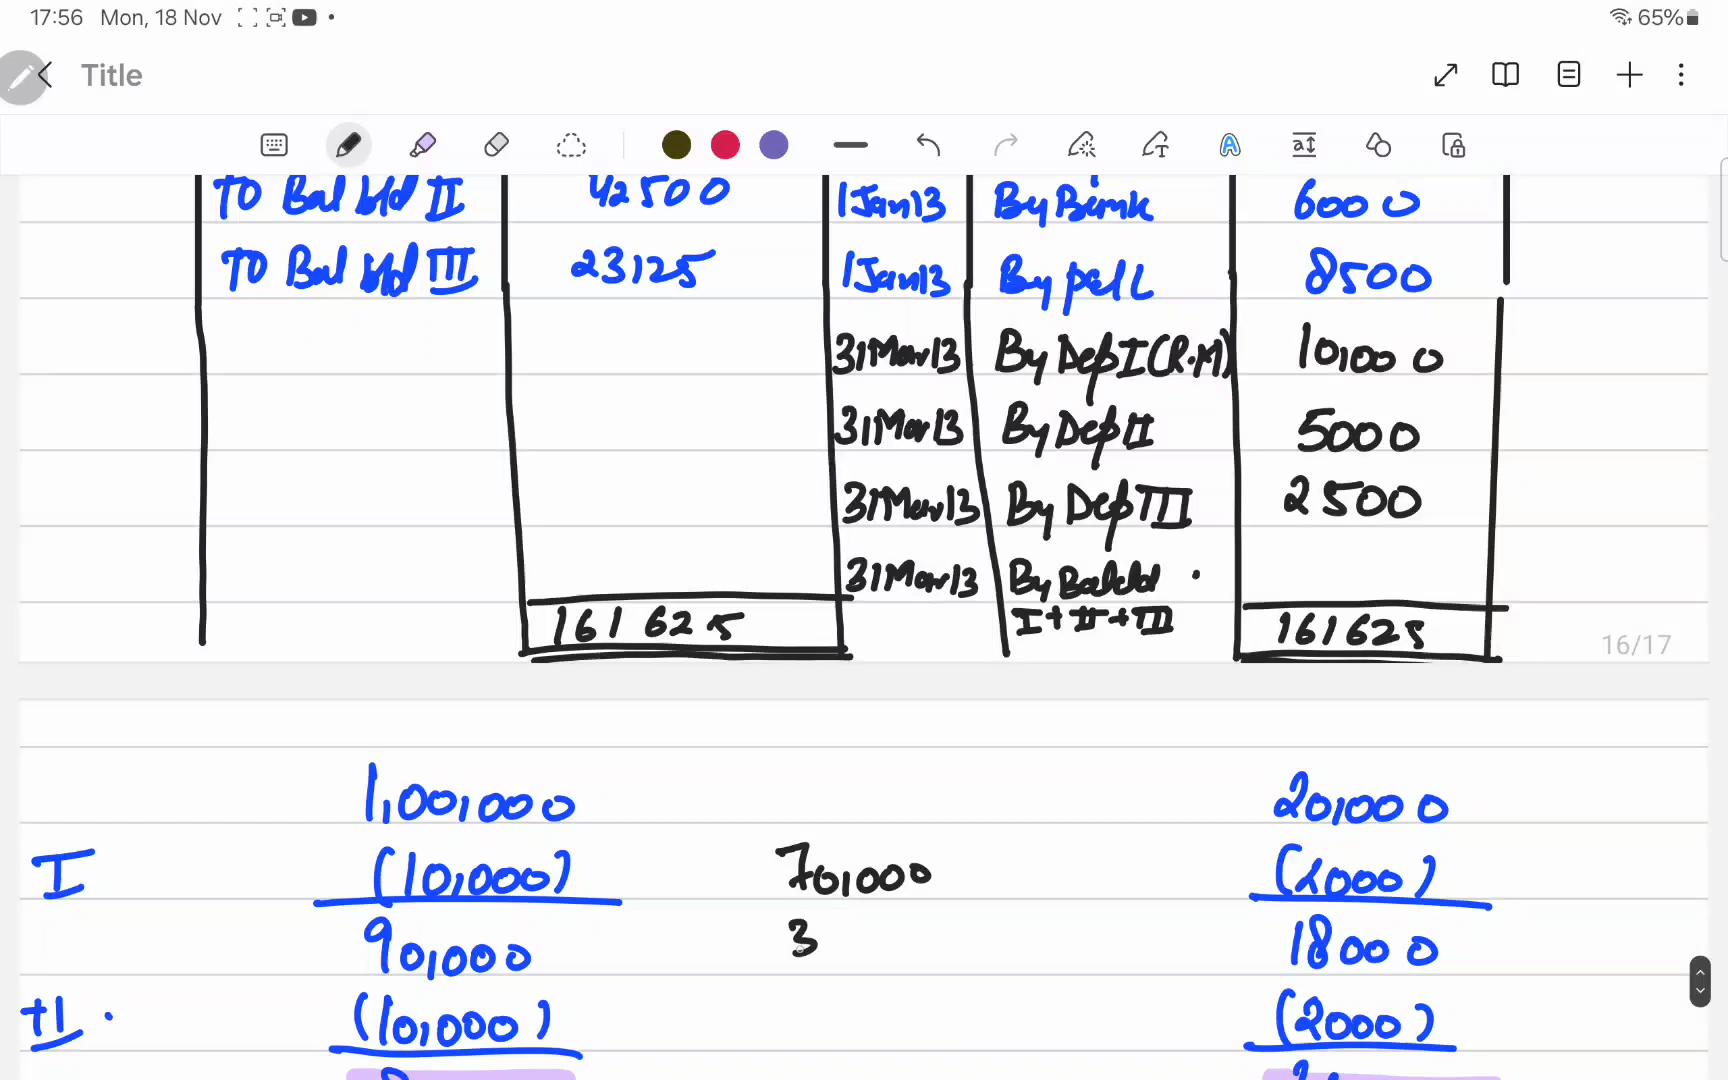 17:56 Mon, 18 Nov 65%
Title
TO Bal b/d II 42500 1Jan13 By Bank 6000
TO Bal b/d III 23125 1Jan13 By P&L 8500
31Mar13 By Dep I (R.M) 10,000
31Mar13 By Dep II 5000
31Mar13 By Dep III 2500
31Mar13 By Bal c/d
161625 I + II + III 161625
16/17
1,00,000 20,000
I (10,000) 70,000 (2000)
90,000 3 18000
II (10,000) (2000)